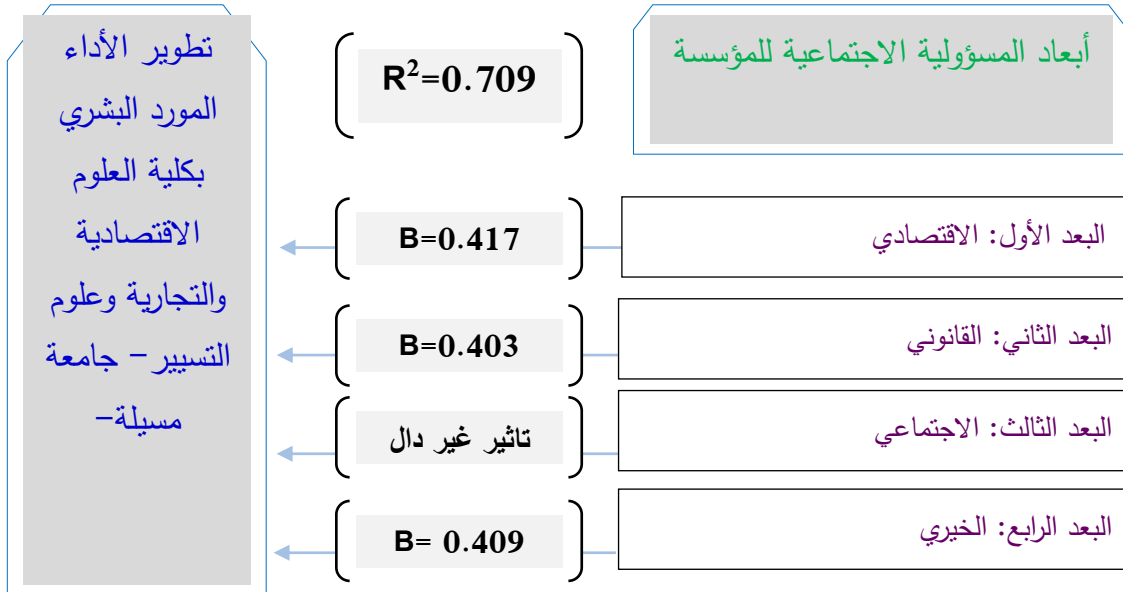 أبعاد المسؤولية الاجتماعية للمؤسسة
R²=0.709
تطوير الأداء
المورد البشري
بكلية العلوم
الاقتصادية
والتجارية وعلوم
التسيير – جامعة
مسيلة–
البعد الأول: الاقتصادي
B=0.417
البعد الثاني: القانوني
B=0.403
البعد الثالث: الاجتماعي
تاثير غير دال
البعد الرابع: الخيري
B= 0.409